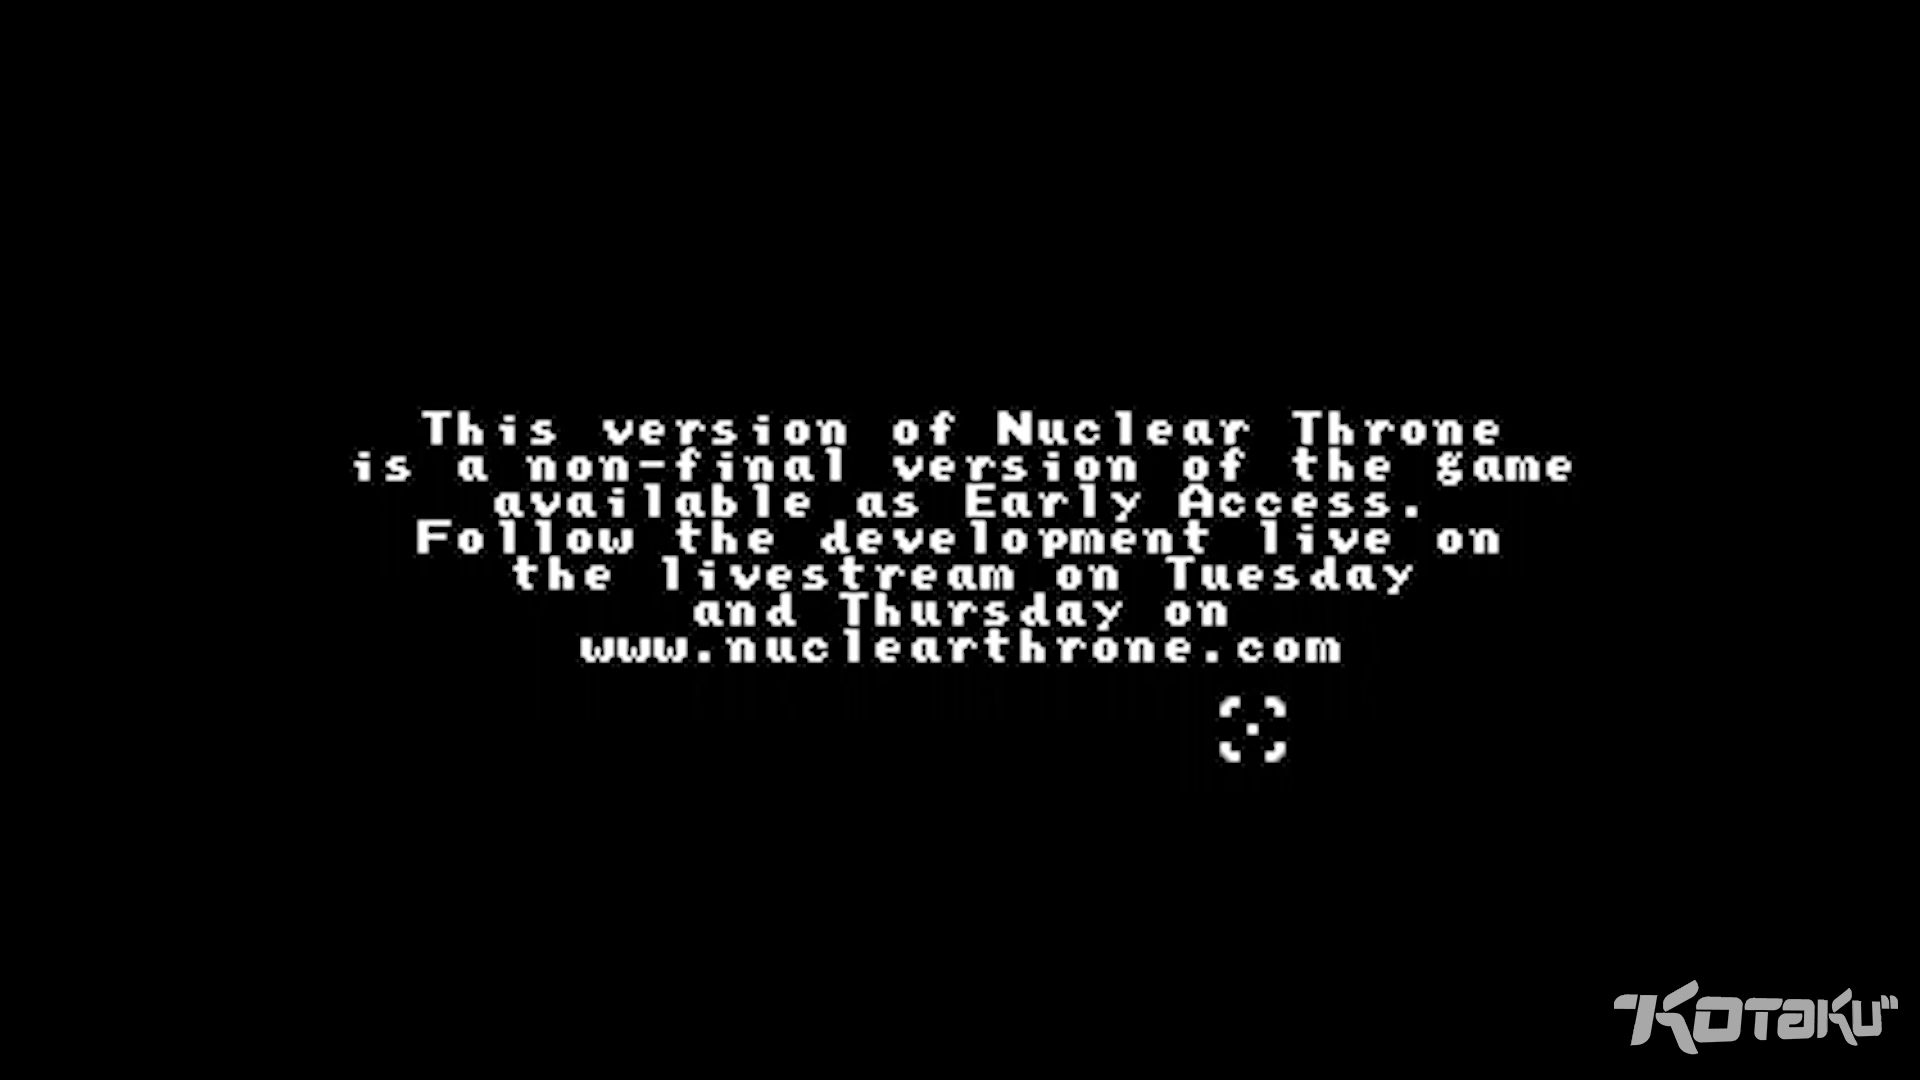 This version of Nuclear Throne
is a non-final version of the game
available as Early Access.
Follow the development live on
the livestream on Tuesday
and Thursday on
www.nuclearthrone.com
KOTAKU